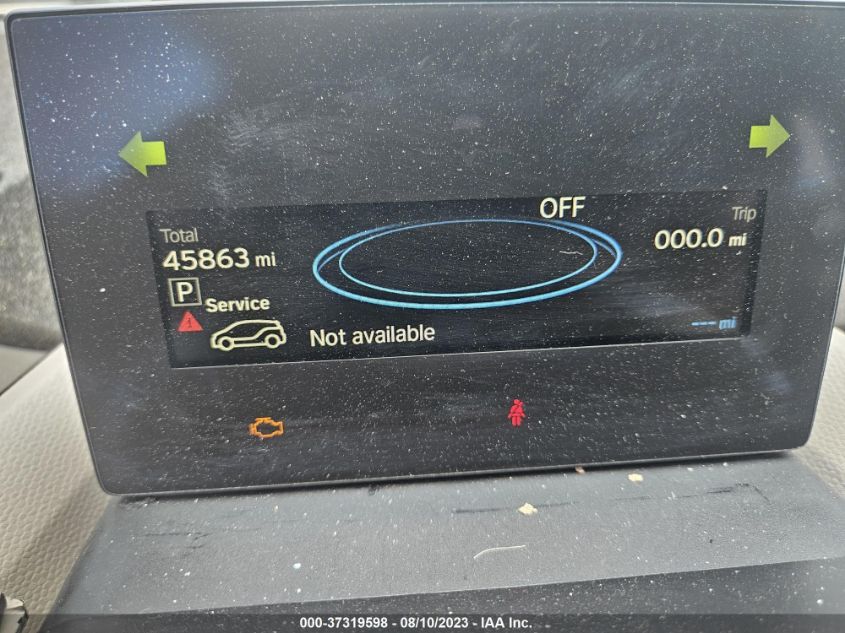 OFF
Total
Trip
45863 mi
000.0 mi
P
Service
Not available
--- mi
000-37319598 - 08/10/2023 - IAA Inc.